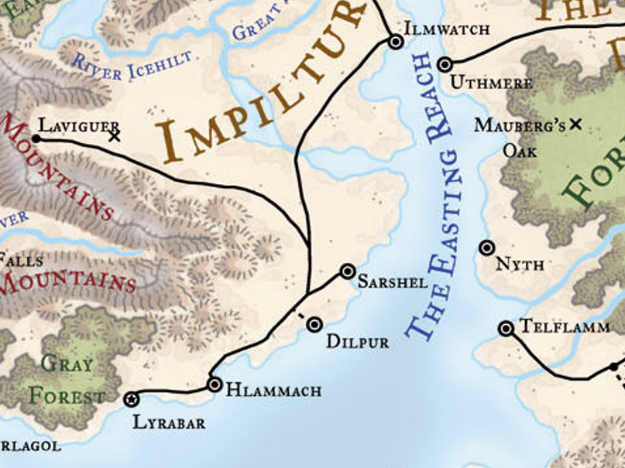 GREAT
THE
ILMWATCH
RIVER ICEHILT
UTHMERE
IMPILTUR
LAVIGUER
MAUBERG'S
OAK
MOUNTAINS
THE EASTING REACH
FALLS
NYTH
MOUNTAINS
SARSHEL
TELFLAMM
DILPUR
GRAY
FOREST
HLAMMACH
LYRABAR